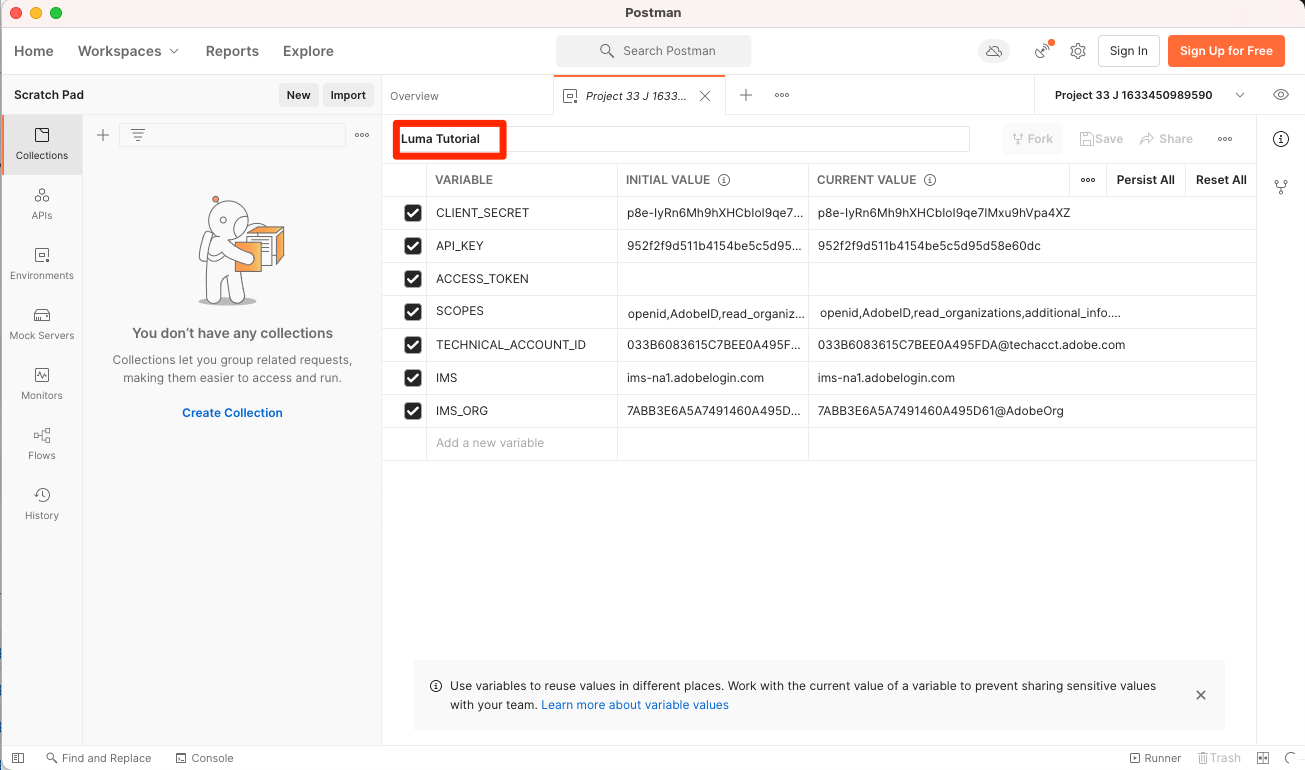 Postman
Home Workspaces Reports Explore Search Postman Sign In Sign Up for Free
Scratch Pad New Import Overview Project 33 J 1633... Project 33 J 1633450989590
Luma Tutorial Fork Save Share
Collections
APIs
Environments
Mock Servers
Monitors
Flows
History
You don't have any collections
Collections let you group related requests,
making them easier to access and run.
Create Collection
VARIABLE INITIAL VALUE CURRENT VALUE Persist All Reset All
CLIENT_SECRET p8e-IyRn6Mh9hXHCbIoI9qe7... p8e-IyRn6Mh9hXHCbIoI9qe7IMxu9hVpa4XZ
API_KEY 952f2f9d511b4154be5c5d95... 952f2f9d511b4154be5c5d95d58e60dc
ACCESS_TOKEN
SCOPES openid,AdobeID,read_organiz... openid,AdobeID,read_organizations,additional_info....
TECHNICAL_ACCOUNT_ID 033B6083615C7BEE0A495F... 033B6083615C7BEE0A495FDA@techacct.adobe.com
IMS ims-na1.adobelogin.com ims-na1.adobelogin.com
IMS_ORG 7ABB3E6A5A7491460A495D... 7ABB3E6A5A7491460A495D61@AdobeOrg
Add a new variable
Use variables to reuse values in different places. Work with the current value of a variable to prevent sharing sensitive values
with your team. Learn more about variable values
Find and Replace Console Runner Trash